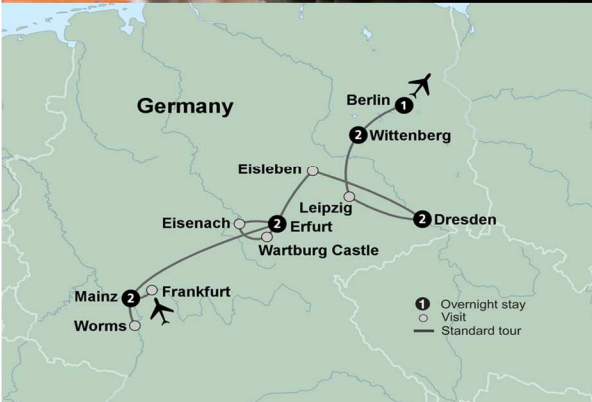 Germany
Berlin
1
2
Wittenberg
Eisleben
Leipzig
2
Dresden
Eisenach
2
Erfurt
Wartburg Castle
Mainz
2
Frankfurt
Worms
1 Overnight stay
Visit
Standard tour